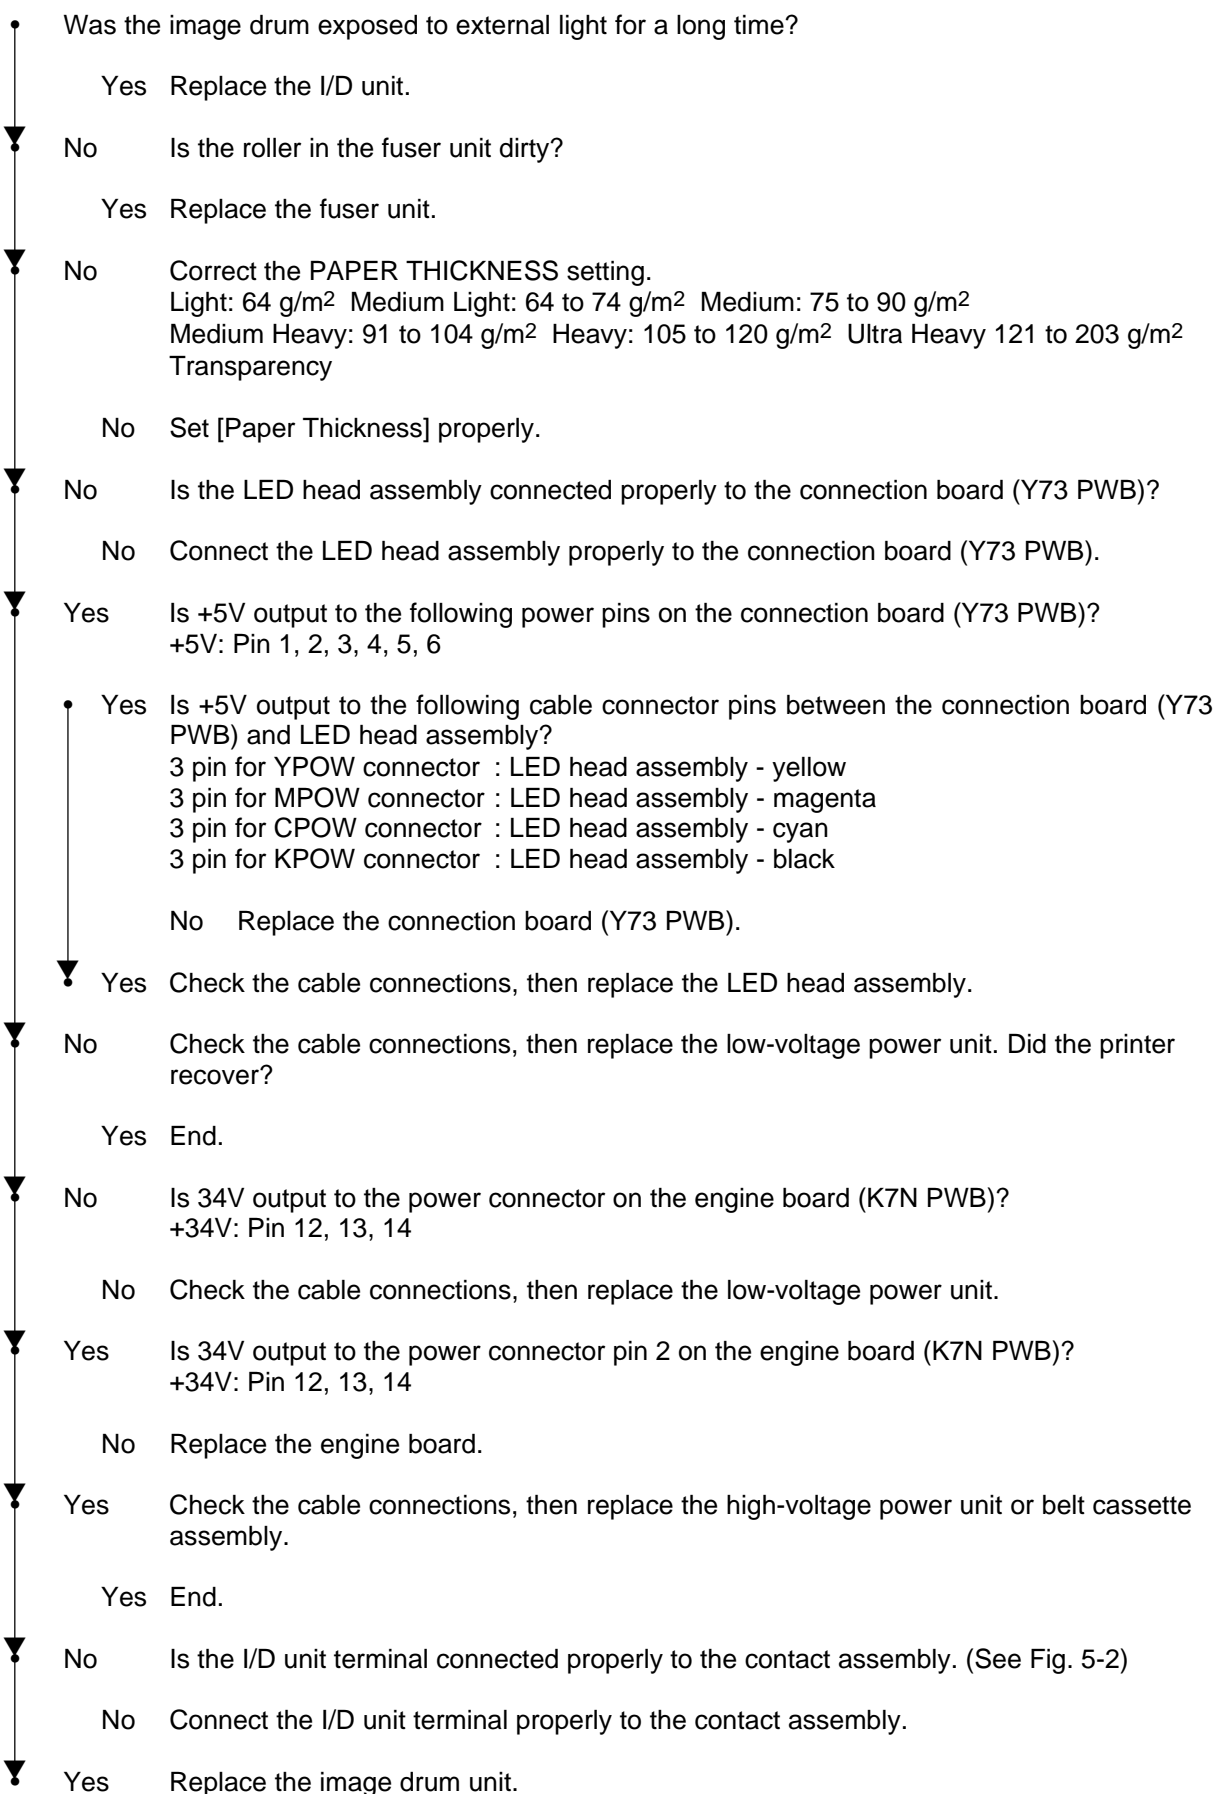 Was the image drum exposed to external light for a long time?
Yes Replace the I/D unit.
No Is the roller in the fuser unit dirty?
Yes Replace the fuser unit.
No Correct the PAPER THICKNESS setting.
Light: 64 g/m2 Medium Light: 64 to 74 g/m2 Medium: 75 to 90 g/m2
Medium Heavy: 91 to 104 g/m2 Heavy: 105 to 120 g/m2 Ultra Heavy 121 to 203 g/m2
Transparency
No Set [Paper Thickness] properly.
No Is the LED head assembly connected properly to the connection board (Y73 PWB)?
No Connect the LED head assembly properly to the connection board (Y73 PWB).
Yes Is +5V output to the following power pins on the connection board (Y73 PWB)?
+5V: Pin 1, 2, 3, 4, 5, 6
Yes Is +5V output to the following cable connector pins between the connection board (Y73
PWB) and LED head assembly?
3 pin for YPOW connector : LED head assembly - yellow
3 pin for MPOW connector : LED head assembly - magenta
3 pin for CPOW connector : LED head assembly - cyan
3 pin for KPOW connector : LED head assembly - black
No Replace the connection board (Y73 PWB).
Yes Check the cable connections, then replace the LED head assembly.
No Check the cable connections, then replace the low-voltage power unit. Did the printer
recover?
Yes End.
No Is 34V output to the power connector on the engine board (K7N PWB)?
+34V: Pin 12, 13, 14
No Check the cable connections, then replace the low-voltage power unit.
Yes Is 34V output to the power connector pin 2 on the engine board (K7N PWB)?
+34V: Pin 12, 13, 14
No Replace the engine board.
Yes Check the cable connections, then replace the high-voltage power unit or belt cassette
assembly.
Yes End.
No Is the I/D unit terminal connected properly to the contact assembly. (See Fig. 5-2)
No Connect the I/D unit terminal properly to the contact assembly.
Yes Replace the image drum unit.